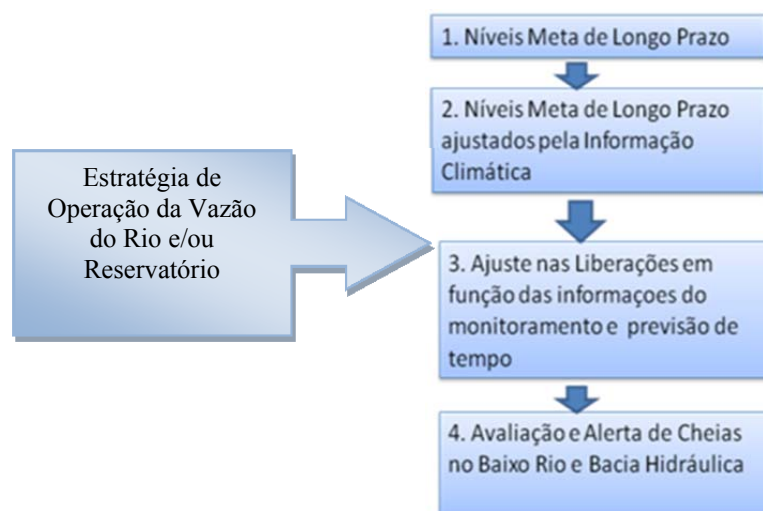 Estratégia de
Operação da Vazão
do Rio e/ou
Reservatório
1. Níveis Meta de Longo Prazo
2. Níveis Meta de Longo Prazo
ajustados pela Informação
Climática
3. Ajuste nas Liberações em
função das informaçoes do
monitoramento e previsão de
tempo
4. Avaliação e Alerta de Cheias
no Baixo Rio e Bacia Hidráulica